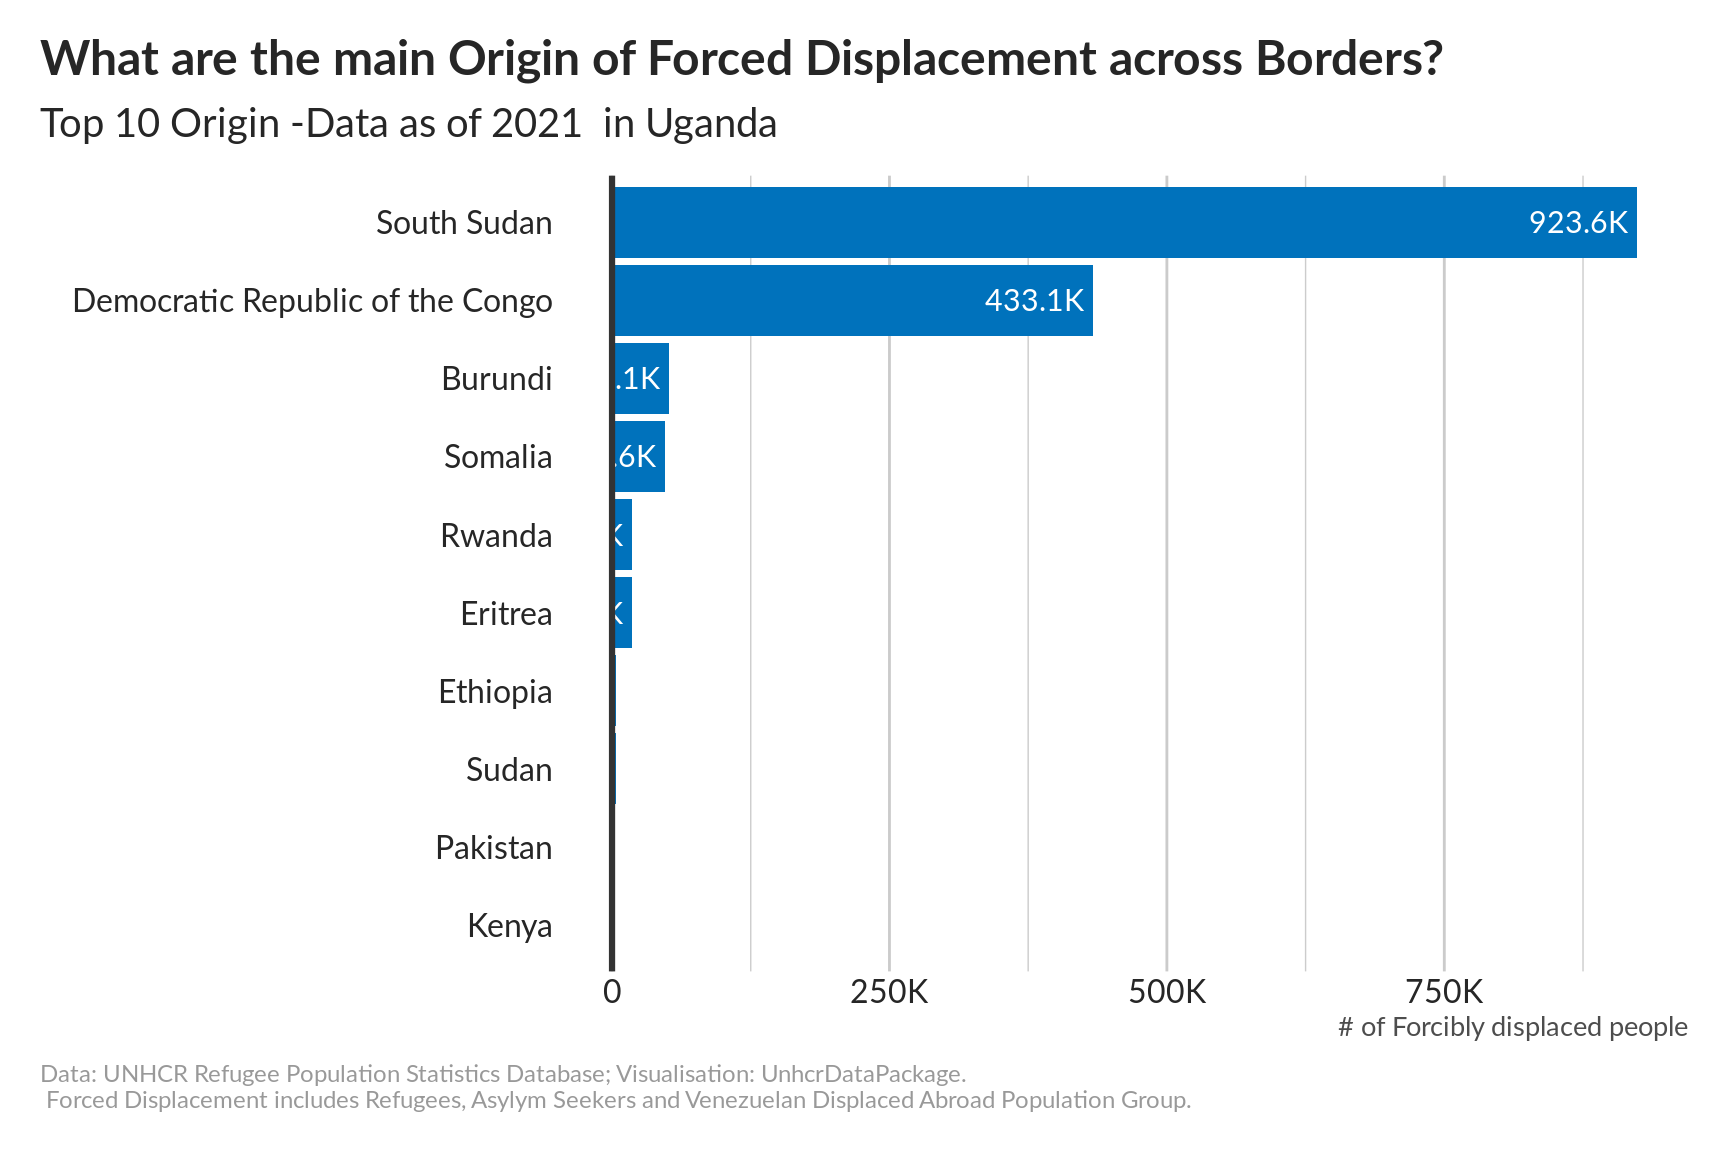 What are the main Origin of Forced Displacement across Borders?
Top 10 Origin -Data as of 2021  in Uganda
South Sudan
923.6K
Democratic Republic of the Congo
433.1K
Burundi
.1K
Somalia
.6K
Rwanda
K
Eritrea
K
Ethiopia
Sudan
Pakistan
Kenya
0 250K 500K 750K
# of Forcibly displaced people
Data: UNHCR Refugee Population Statistics Database; Visualisation: UnhcrDataPackage.
Forced Displacement includes Refugees, Asylym Seekers and Venezuelan Displaced Abroad Population Group.